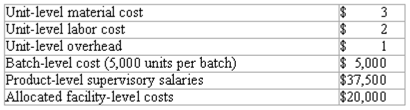 Unit-level material cost $ 3
Unit-level labor cost $ 2
Unit-level overhead $ 1
Batch-level cost (5,000 units per batch) $ 5,000
Product-level supervisory salaries $37,500
Allocated facility-level costs $20,000